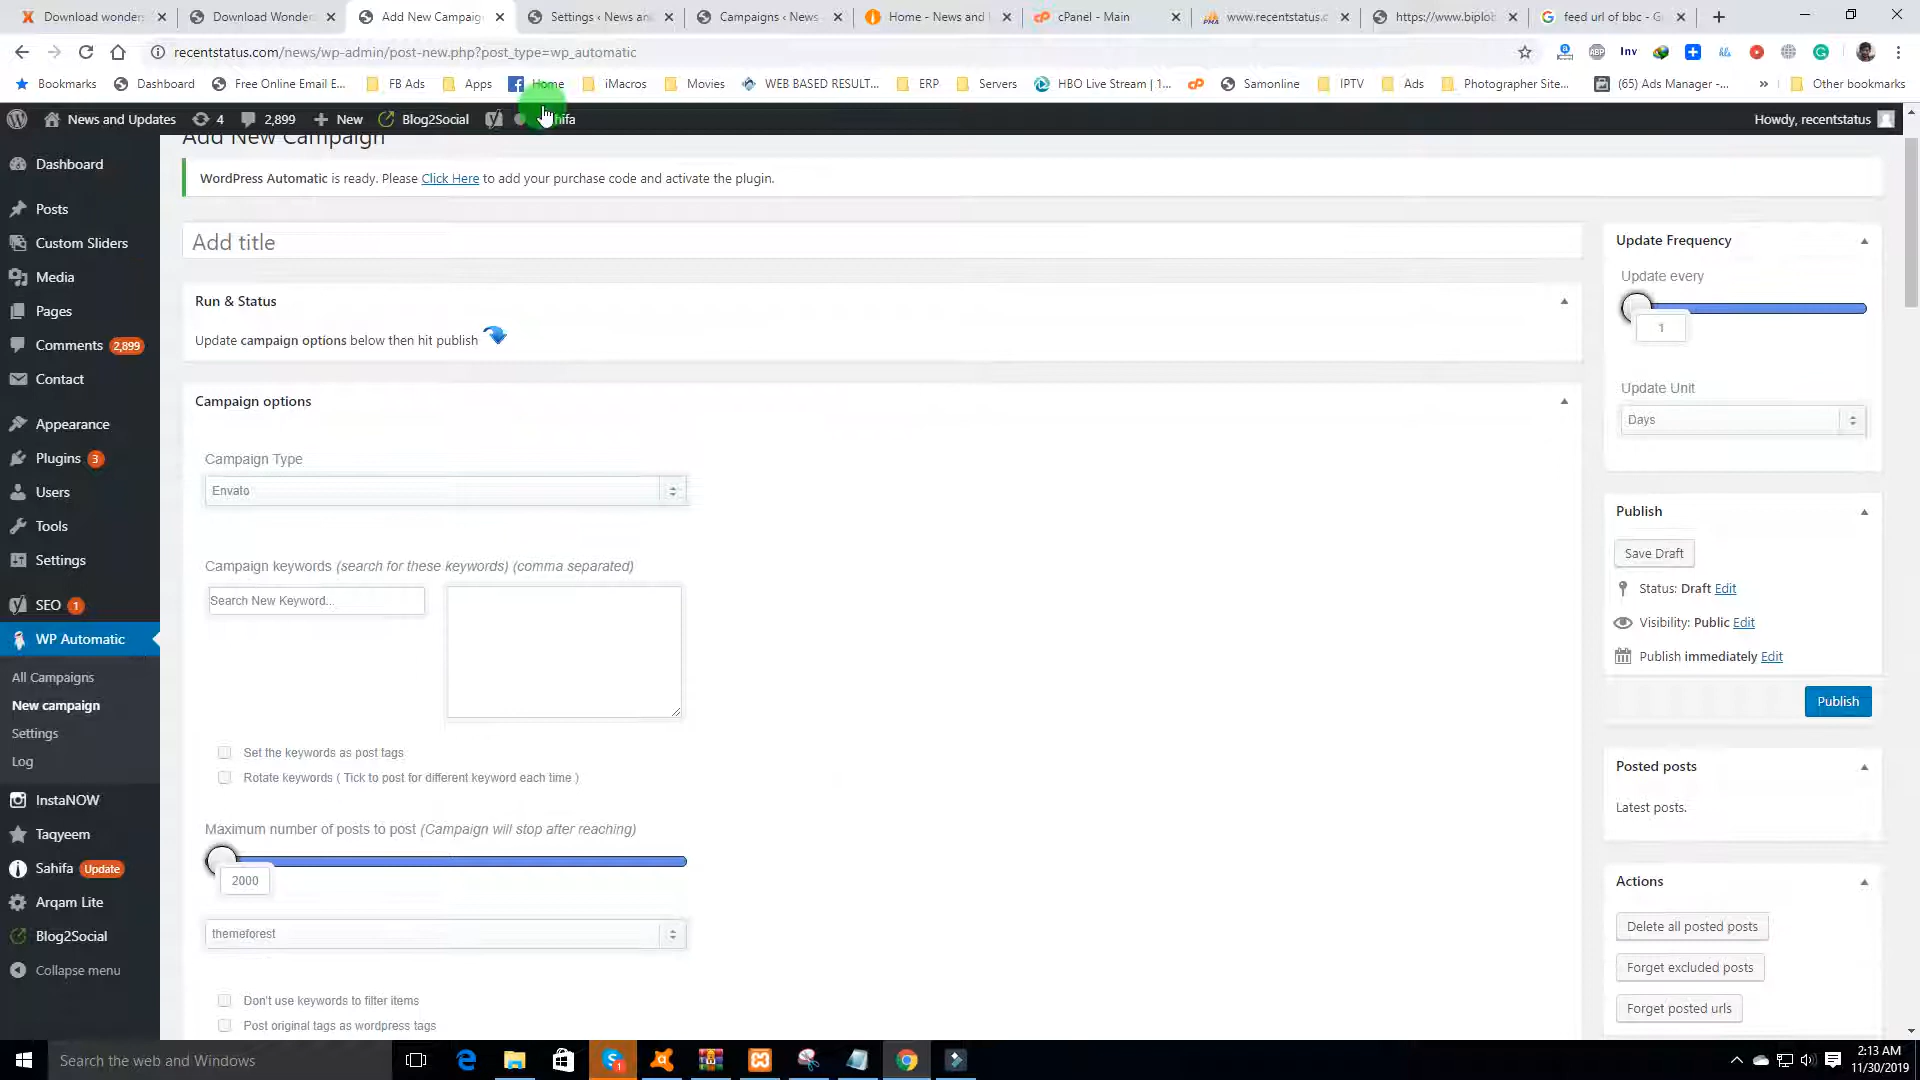 Download wonders
Download Wonder
Add New Campaig
Settings ‹ News an
Campaigns ‹ News
Home - News and
cPanel - Main
www.recentstatus.c
https://www.biplob
feed url of bbc - G
recentstatus.com/news/wp-admin/post-new.php?post_type=wp_automatic
Inv
Bookmarks
Dashboard
Free Online Email E...
FB Ads
Apps
Home
iMacros
Movies
WEB BASED RESULT...
ERP
Servers
HBO Live Stream | 1...
Samonline
IPTV
Ads
Photographer Site...
(65) Ads Manager -...
Other bookmarks
News and Updates
4
2,899
New
Blog2Social
hifa
Howdy, recentstatus
Add New Campaign
WordPress Automatic is ready. Please Click Here to add your purchase code and activate the plugin.
Dashboard
Posts
Custom Sliders
Media
Pages
Comments 2,899
Contact
Appearance
Plugins 3
Users
Tools
Settings
SEO 1
WP Automatic
All Campaigns
New campaign
Settings
Log
InstaNOW
Taqyeem
Sahifa Update
Arqam Lite
Blog2Social
Collapse menu
Add title
Run & Status
Update campaign options below then hit publish
Campaign options
Campaign Type
Envato
Campaign keywords (search for these keywords) (comma separated)
Search New Keyword...
Set the keywords as post tags
Rotate keywords ( Tick to post for different keyword each time )
Maximum number of posts to post (Campaign will stop after reaching)
2000
themeforest
Don't use keywords to filter items
Post original tags as wordpress tags
Update Frequency
Update every
1
Update Unit
Days
Publish
Save Draft
Status: Draft Edit
Visibility: Public Edit
Publish immediately Edit
Publish
Posted posts
Latest posts.
Actions
Delete all posted posts
Forget excluded posts
Forget posted urls
Search the web and Windows
2:13 AM
11/30/2019